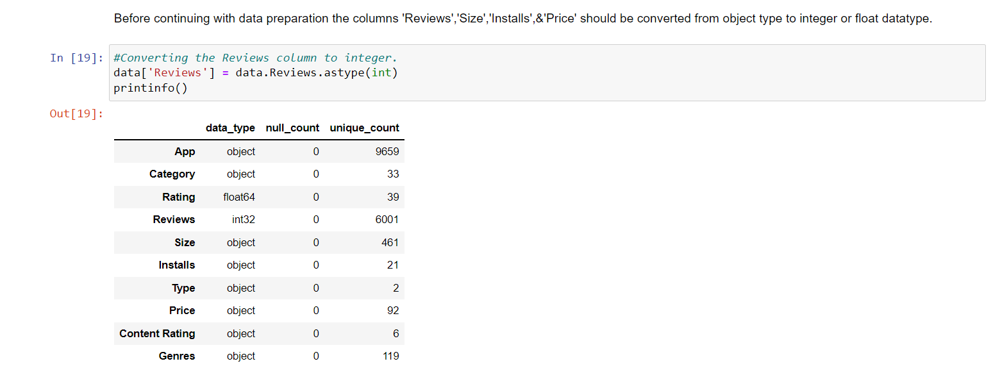 Before continuing with data preparation the columns 'Reviews','Size','Installs',&'Price' should be converted from object type to integer or float datatype.
In [19]: #Converting the Reviews column to integer.
data['Reviews'] = data.Reviews.astype(int)
printinfo()
Out[19]:
data_type null_count unique_count
App object 0 9659
Category object 0 33
Rating float64 0 39
Reviews int32 0 6001
Size object 0 461
Installs object 0 21
Type object 0 2
Price object 0 92
Content Rating object 0 6
Genres object 0 119